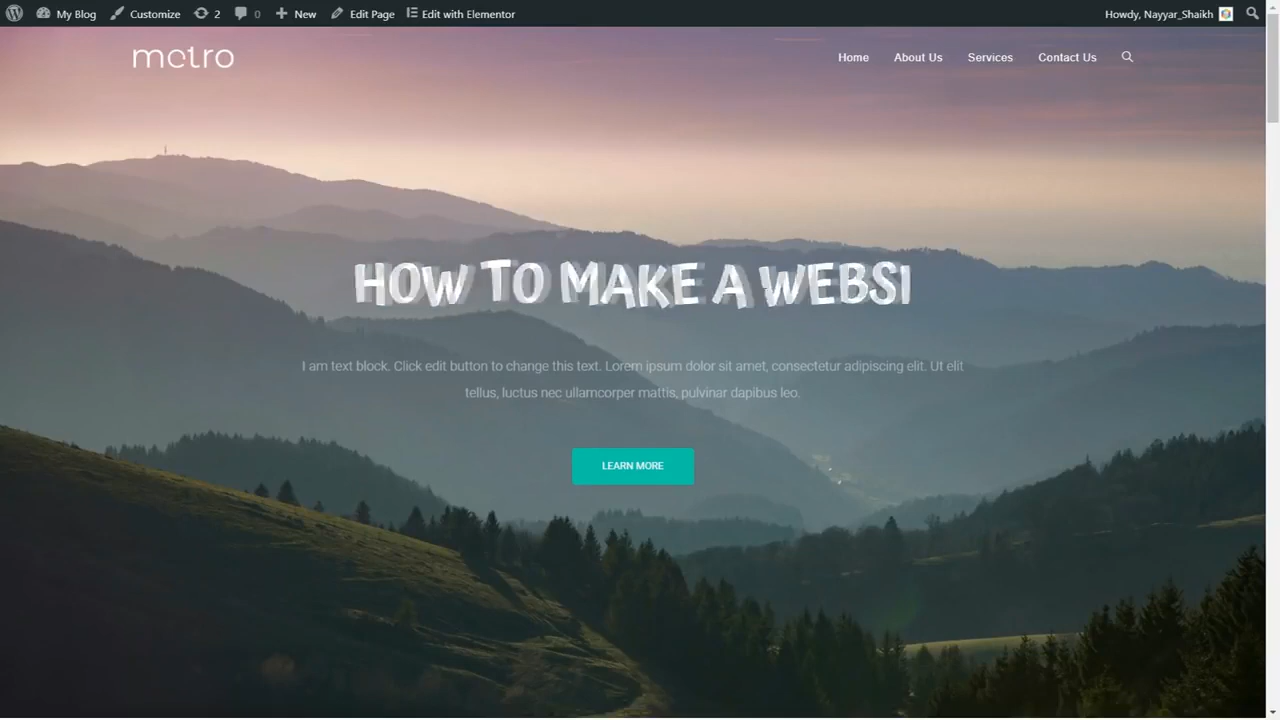 My Blog Customize 2 0 New Edit Page Edit with Elementor Howdy, Nayyar_Shaikh
metro Home About Us Services Contact Us
HOW TO MAKE A WEBSI
I am text block. Click edit button to change this text. Lorem ipsum dolor sit amet, consectetur adipiscing elit. Ut elit
tellus, luctus nec ullamcorper mattis, pulvinar dapibus leo.
LEARN MORE